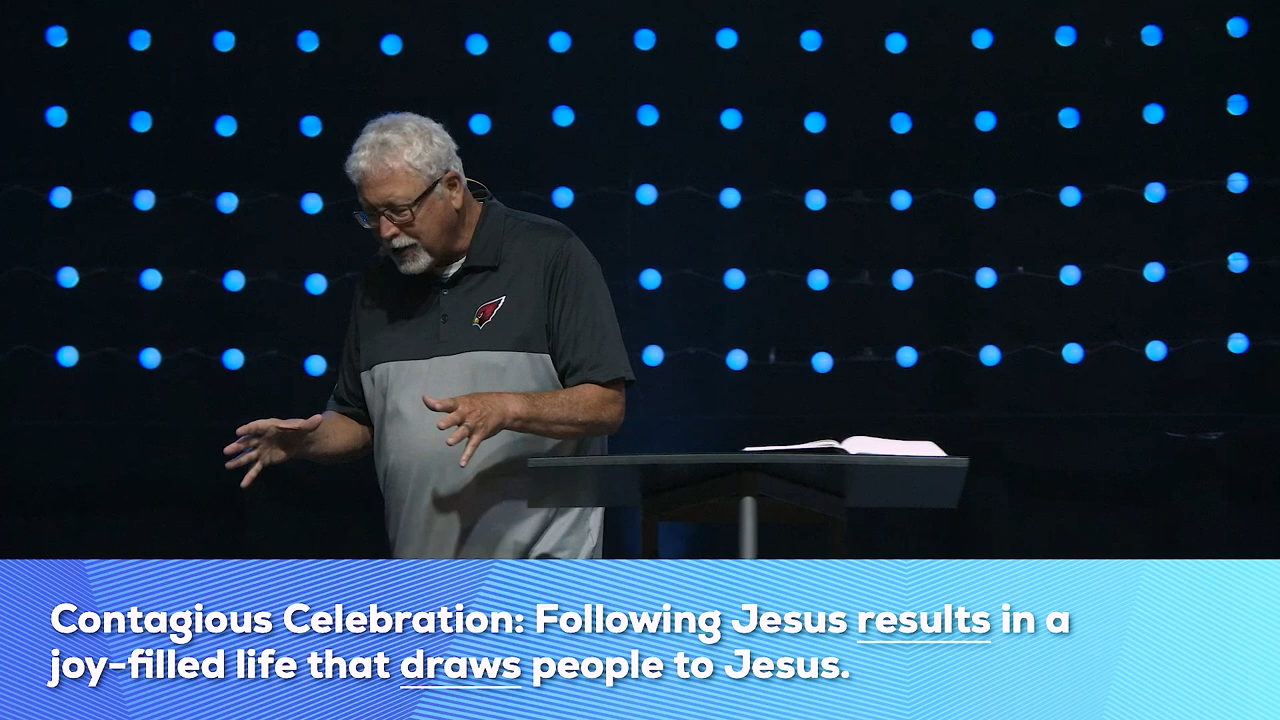 Contagious Celebration: Following Jesus results in a
joy-filled life that draws people to Jesus.